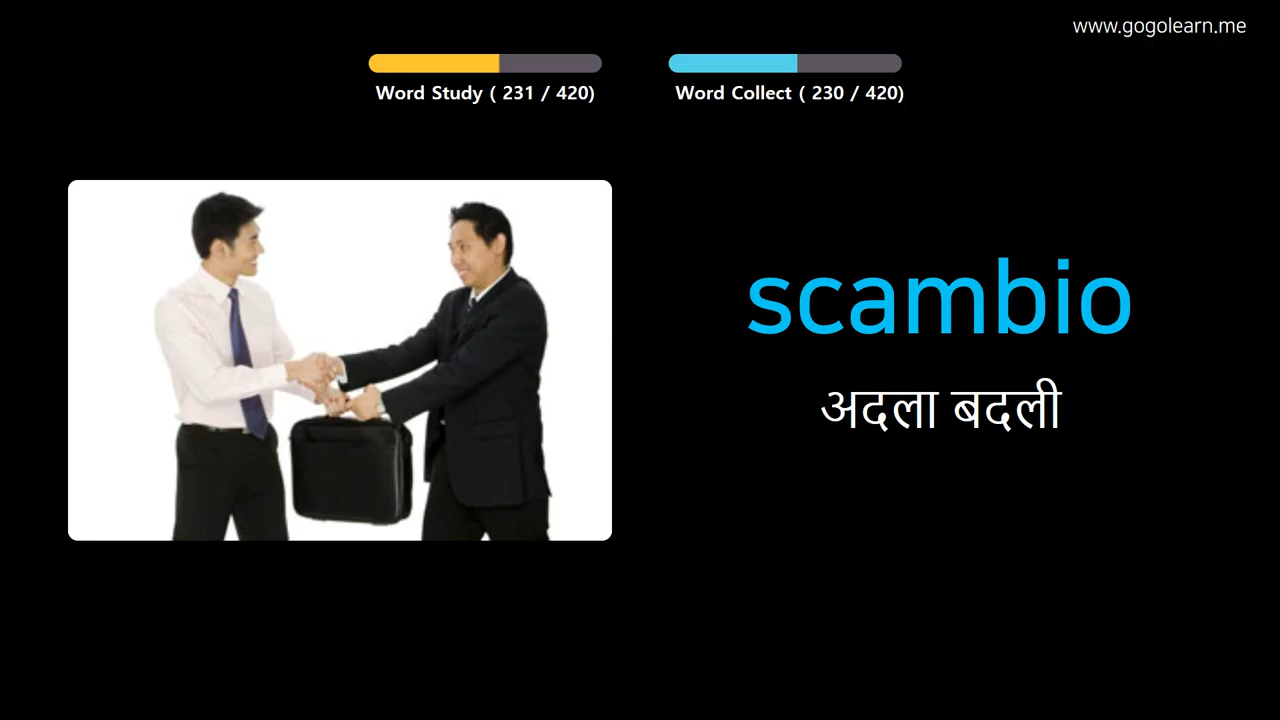 www.gogolearn.me
Word Study ( 231 / 420)
Word Collect ( 230 / 420)
scambio
अदला बदली